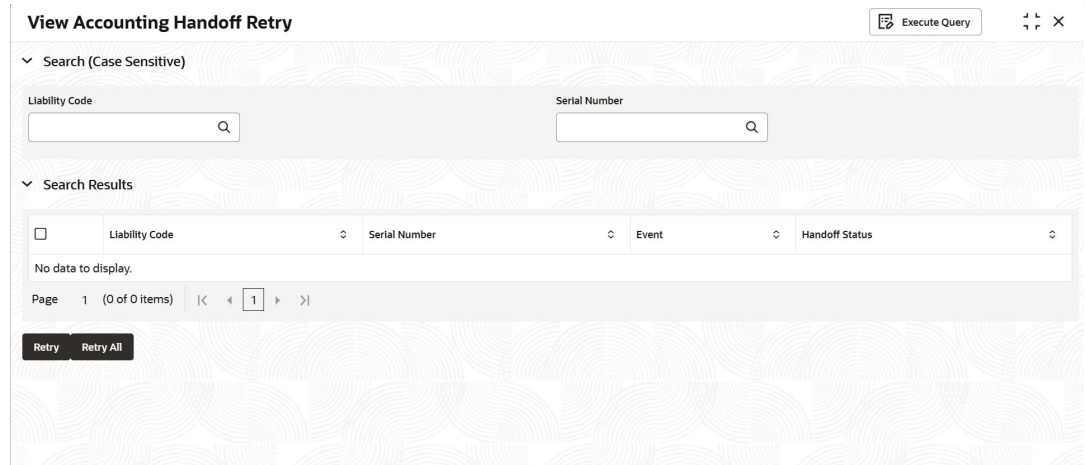 View Accounting Handoff Retry
Execute Query
Search (Case Sensitive)
Liability Code
Serial Number
Search Results
Liability Code Serial Number Event Handoff Status
No data to display.
Page 1 (0 of 0 items) 1
Retry Retry All